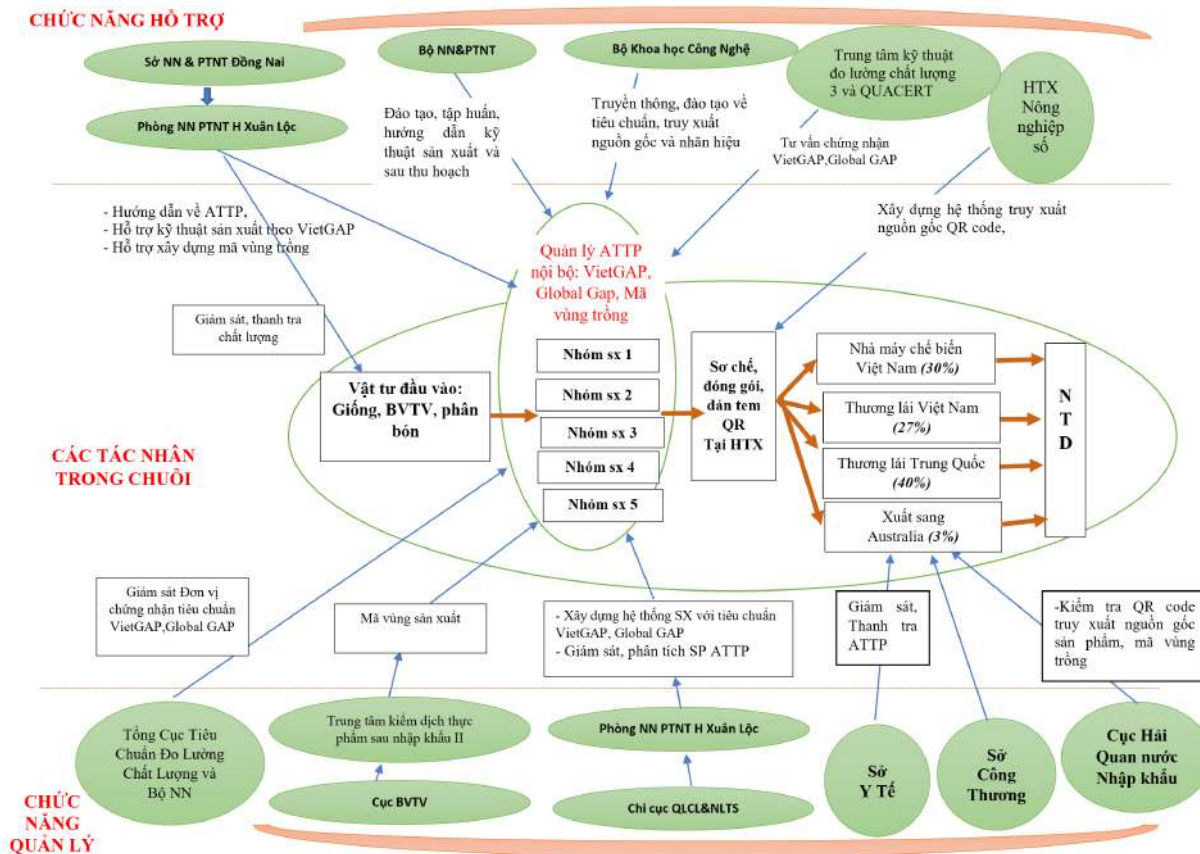 CHỨC NĂNG HỖ TRỢ
Sở NN & PTNT Đồng Nai
Phòng NN PTNT H Xuân Lộc
Bộ NN&PTNT
Đào tạo, tập huấn,
hướng dẫn kỹ
thuật sản xuất và
sau thu hoạch
Bộ Khoa học Công Nghệ
Truyền thông, đào tạo về
tiêu chuẩn, truy xuất
nguồn gốc và nhãn hiệu
Trung tâm kỹ thuật
đo lường chất lượng
3 và QUACERT
Tư vấn chứng nhận
VietGAP,Global GAP
HTX
Nông
nghiệp
số
- Hướng dẫn về ATTP,
- Hỗ trợ kỹ thuật sản xuất theo VietGAP
- Hỗ trợ xây dựng mã vùng trồng
Xây dựng hệ thống truy xuất
nguồn gốc QR code,
Quản lý ATTP
nội bộ: VietGAP,
Global Gap, Mã
vùng trồng
Giám sát, thanh tra
chất lượng
CÁC TÁC NHÂN
TRONG CHUỖI
Vật tư đầu vào:
Giống, BVTV, phân
bón
Nhóm sx 1
Nhóm sx 2
Nhóm sx 3
Nhóm sx 4
Nhóm sx 5
Sơ chế,
đóng gói,
dán tem
QR
Tại HTX
Nhà máy chế biến
Việt Nam (30%)
Thương lái Việt Nam
(27%)
Thương lái Trung Quốc
(40%)
Xuất sang
Australia (3%)
N
T
D
Giám sát Đơn vị
chứng nhận tiêu chuẩn
VietGAP,Global GAP
Mã vùng sản xuất
- Xây dựng hệ thống SX với tiêu chuẩn
VietGAP, Global GAP
- Giám sát, phân tích SP ATTP
Giám sát,
Thanh tra
ATTP
-Kiểm tra QR code
truy xuất nguồn gốc
sản phẩm, mã vùng
trồng
CHỨC
NĂNG
QUẢN LÝ
Tổng Cục Tiêu
Chuẩn Đo Lường
Chất Lượng và
Bộ NN
Trung tâm kiểm dịch thực
phẩm sau nhập khẩu II
Cục BVTV
Phòng NN PTNT H Xuân Lộc
Chi cục QLCL&NLTS
Sở
Y Tế
Sở
Công
Thương
Cục Hải
Quan nước
Nhập khẩu